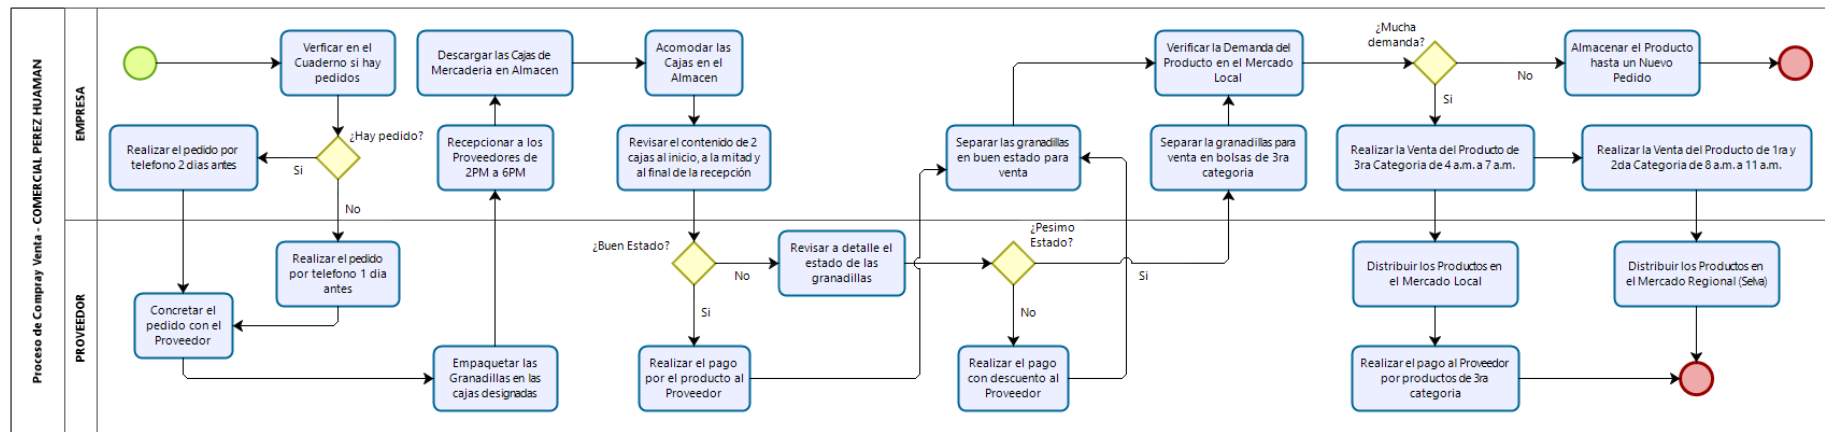 Proceso de Compray Venta - COMERCIAL PEREZ HUAMAN
EMPRESA
Verficar en el
Cuaderno si hay
pedidos
¿Hay pedido?
Si
No
Realizar el pedido por
telefono 2 dias antes
Descargar las Cajas de
Mercaderia en Almacen
Recepcionar a los
Proveedores de
2PM a 6PM
Acomodar las
Cajas en el
Almacen
Revisar el contenido de 2
cajas al inicio, a la mitad y
al final de la recepción
Separar las granadillas
en buen estado para
venta
Verificar la Demanda del
Producto en el Mercado
Local
Separar la granadillas para
venta en bolsas de 3ra
categoria
¿Mucha
demanda?
No
Si
Almacenar el Producto
hasta un Nuevo
Pedido
Realizar la Venta del Producto de
3ra Categoria de 4 a.m. a 7 a.m.
Realizar la Venta del Producto de 1ra y
2da Categoria de 8 a.m. a 11 a.m.
PROVEEDOR
Realizar el pedido
por telefono 1 dia
antes
Concretar el
pedido con el
Proveedor
Empaquetar las
Granadillas en las
cajas designadas
¿Buen Estado?
No
Si
Revisar a detalle el
estado de las
granadillas
Realizar el pago
por el producto al
Proveedor
¿Pesimo
Estado?
Si
No
Realizar el pago
con descuento al
Proveedor
Distribuir los Productos en
el Mercado Local
Distribuir los Productos en
el Mercado Regional (Selva)
Realizar el pago al Proveedor
por productos de 3ra
categoria